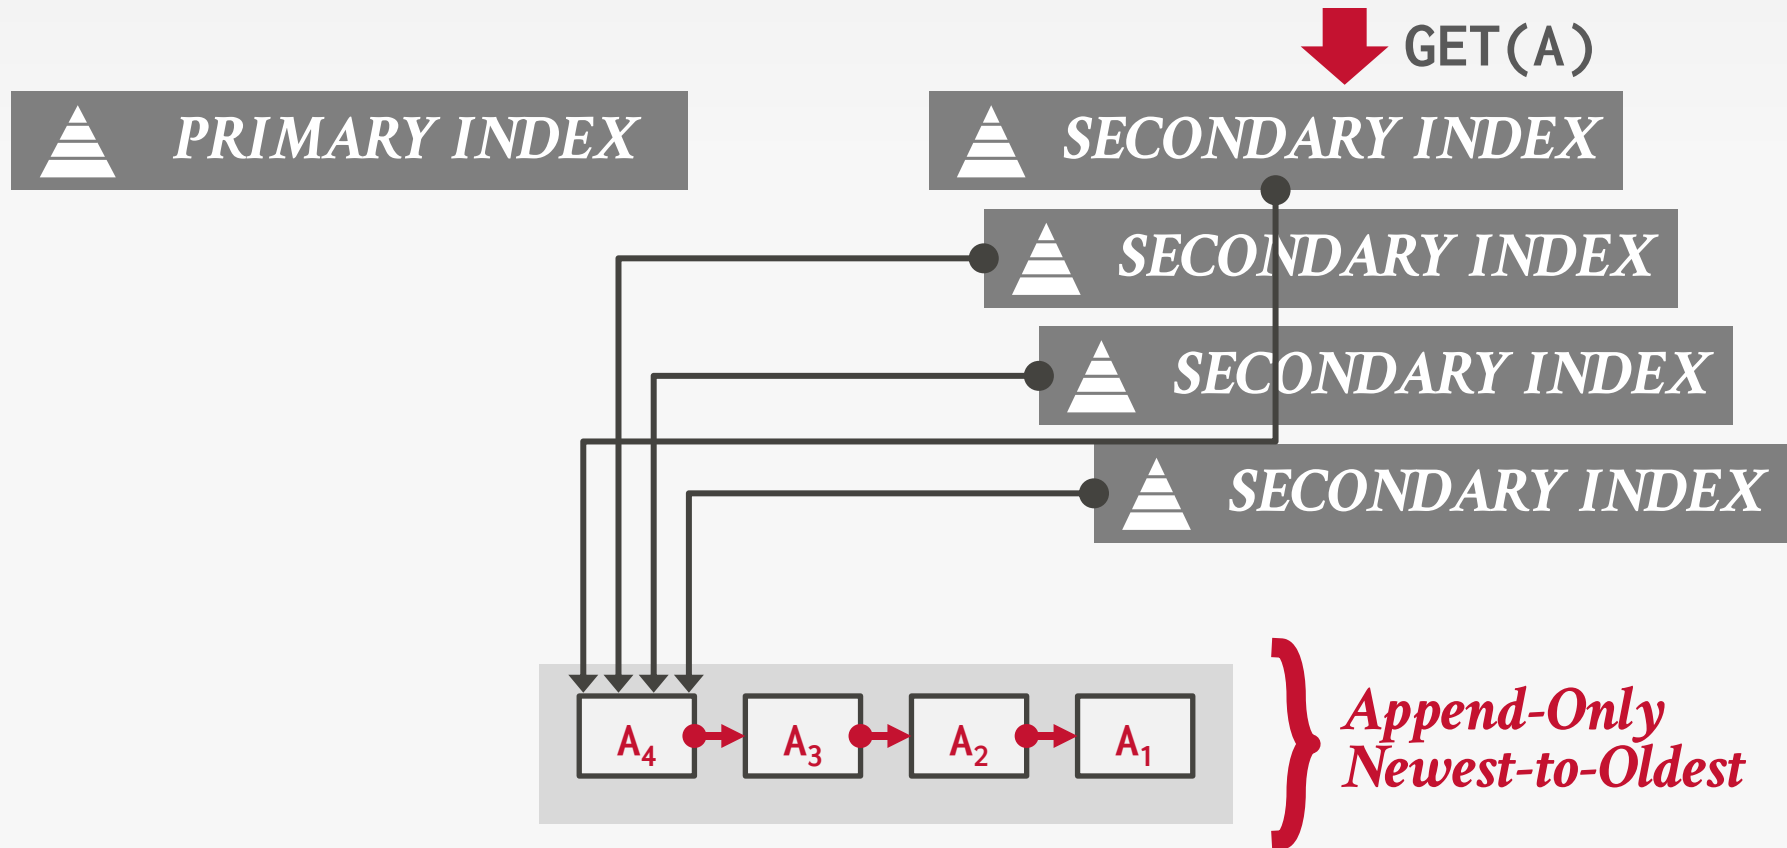 GET(A)
PRIMARY INDEX
SECONDARY INDEX
SECONDARY INDEX
SECONDARY INDEX
SECONDARY INDEX
A4
A3
A2
A1
Append-Only
Newest-to-Oldest